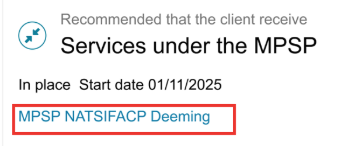 Recommended that the client receive
Services under the MPSP
In place Start date 01/11/2025
MPSP NATSIFACP Deeming